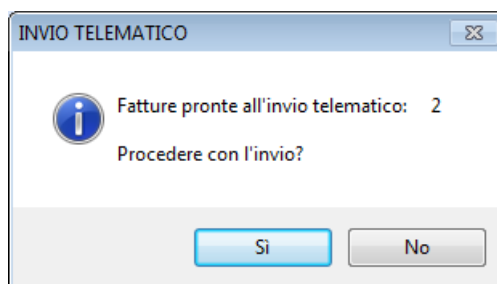 INVIO TELEMATICO
Fatture pronte all'invio telematico: 2
Procedere con l'invio?
Sì
No